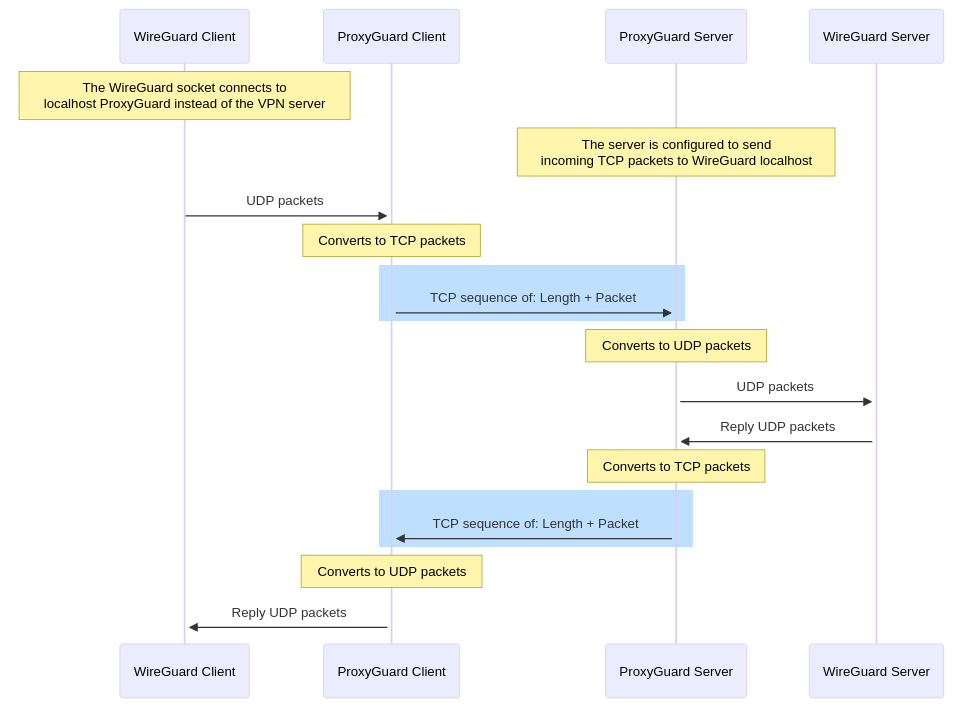 WireGuard Client
ProxyGuard Client
ProxyGuard Server
WireGuard Server
The WireGuard socket connects to
localhost ProxyGuard instead of the VPN server
The server is configured to send
incoming TCP packets to WireGuard localhost
UDP packets
Converts to TCP packets
TCP sequence of: Length + Packet
Converts to UDP packets
UDP packets
Reply UDP packets
Converts to TCP packets
TCP sequence of: Length + Packet
Converts to UDP packets
Reply UDP packets
WireGuard Client
ProxyGuard Client
ProxyGuard Server
WireGuard Server